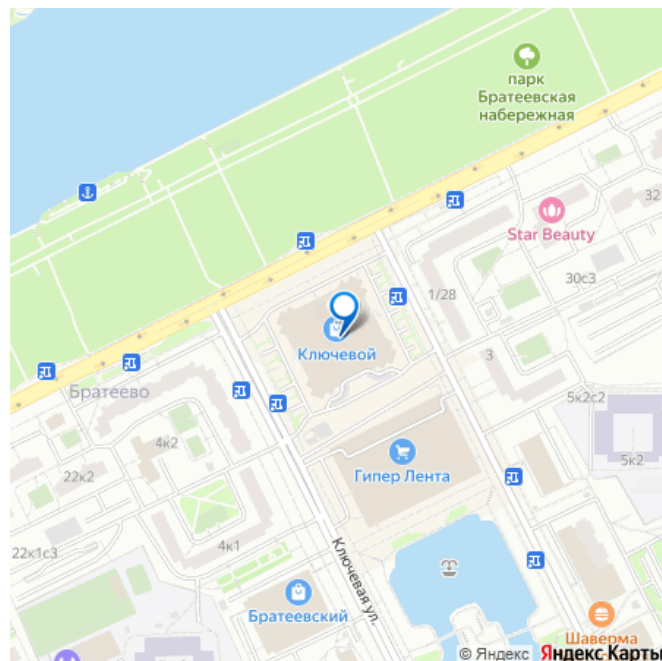 парк
Братеевская
набережная
32
Star Beauty
30с3
1/28
Ключевой
3
Братеево
5к2с2
4к2
5к2
22к2
Гипер Лента
22к1с3
4к1
Ключевая ул.
Братеевский
Шаверма
© Яндекс Яндекс Карты